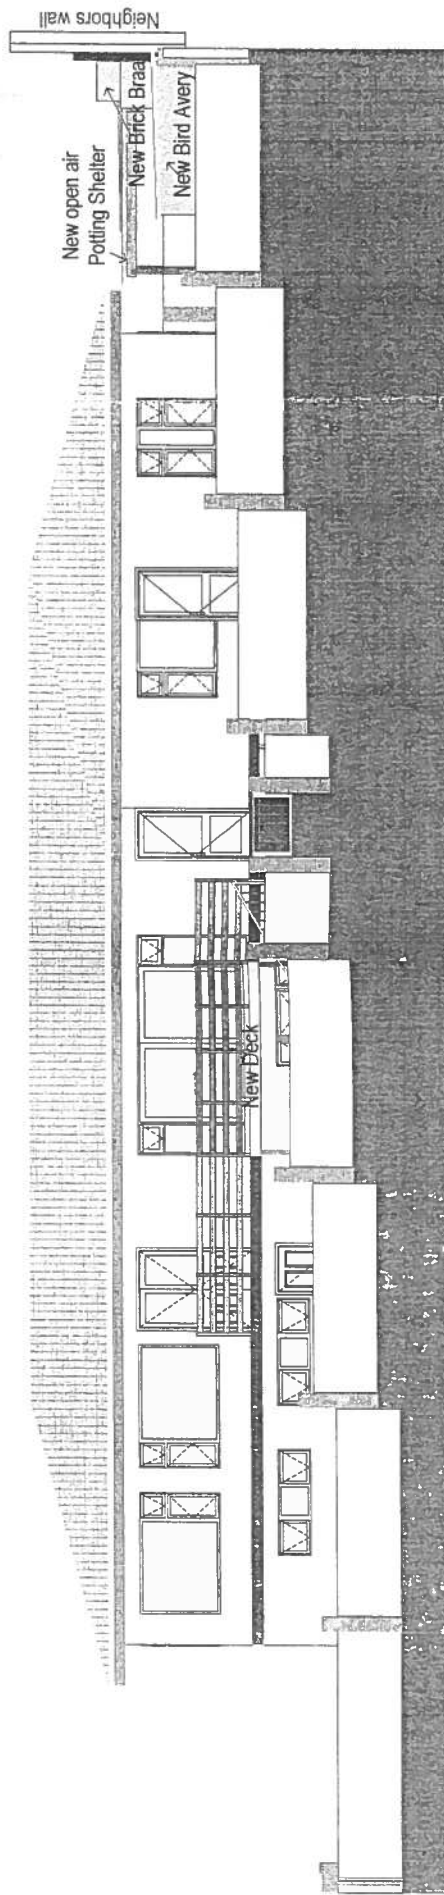 Neighbors wall
New open air
Potting Shelter
New Brick Braai
New Bird Avery
New Deck